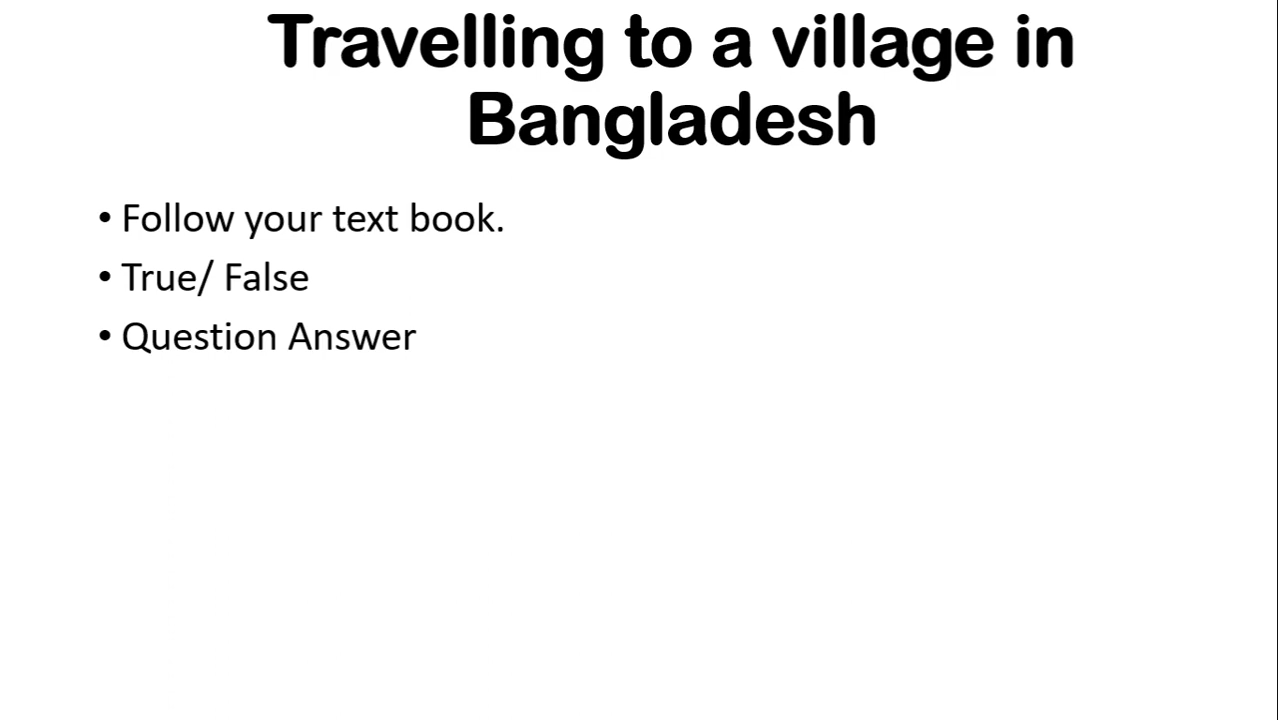 Travelling to a village in
Bangladesh
• Follow your text book.
• True/ False
• Question Answer